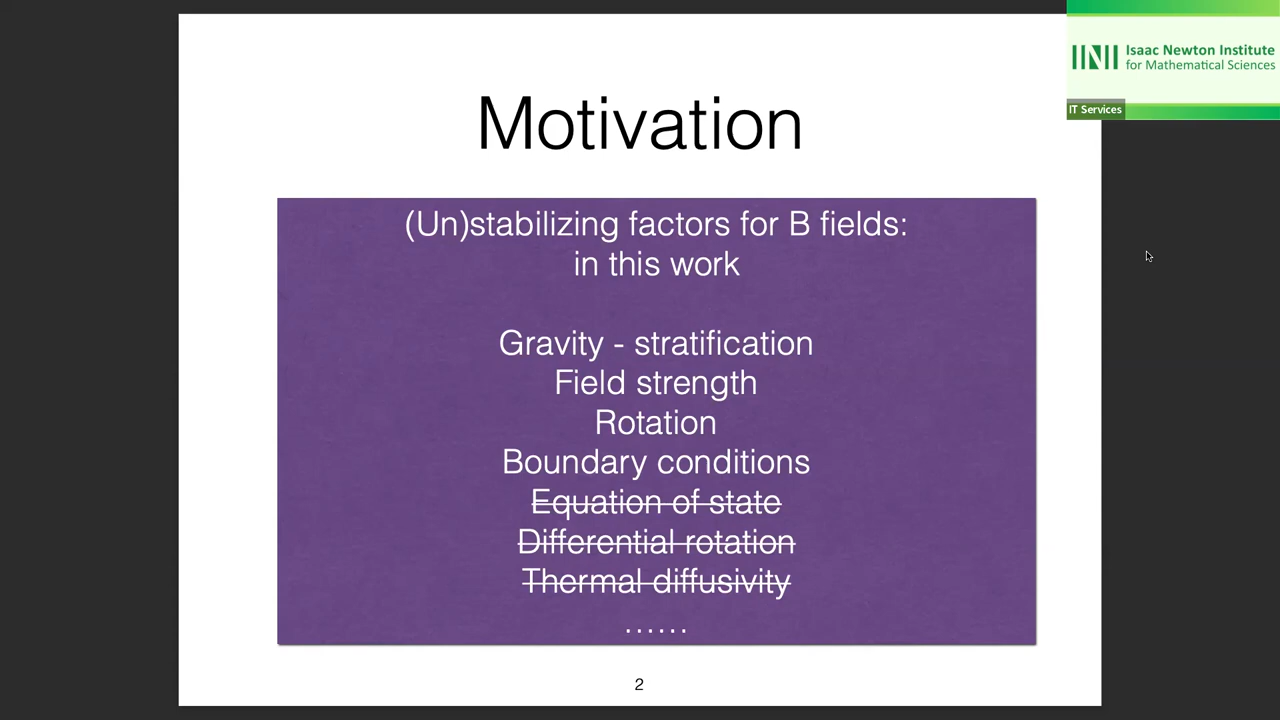 Isaac Newton Institute
for Mathematical Sciences
IT Services
Motivation
(Un)stabilizing factors for B fields:
in this work
Gravity - stratification
Field strength
Rotation
Boundary conditions
Equation of state
Differential rotation
Thermal diffusivity
......
2